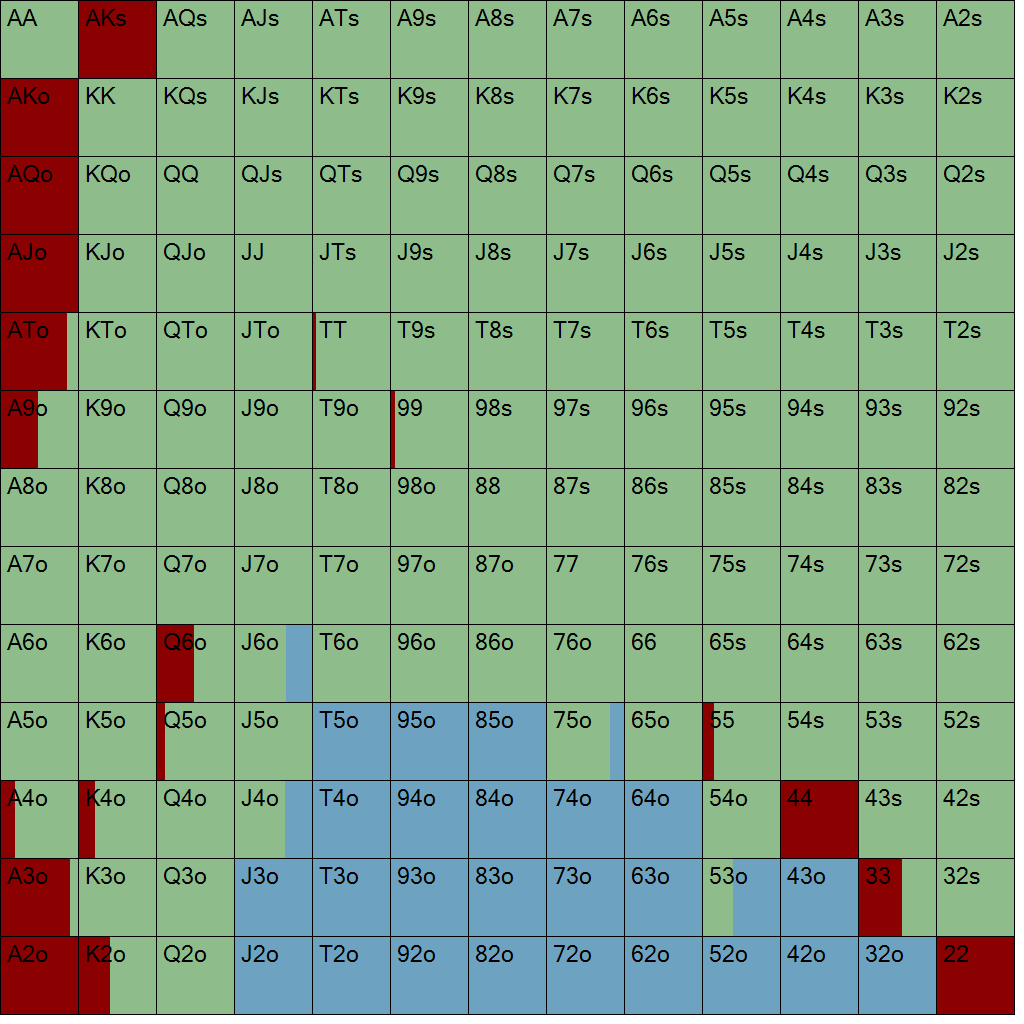 AA AKs AQs AJs ATs A9s A8s A7s A6s A5s A4s A3s A2s
AKo KK KQs KJs KTs K9s K8s K7s K6s K5s K4s K3s K2s
AQo KQo QQ QJs QTs Q9s Q8s Q7s Q6s Q5s Q4s Q3s Q2s
AJo KJo QJo JJ JTs J9s J8s J7s J6s J5s J4s J3s J2s
ATo KTo QTo JTo TT T9s T8s T7s T6s T5s T4s T3s T2s
A9o K9o Q9o J9o T9o 99 98s 97s 96s 95s 94s 93s 92s
A8o K8o Q8o J8o T8o 98o 88 87s 86s 85s 84s 83s 82s
A7o K7o Q7o J7o T7o 97o 87o 77 76s 75s 74s 73s 72s
A6o K6o Q6o J6o T6o 96o 86o 76o 66 65s 64s 63s 62s
A5o K5o Q5o J5o T5o 95o 85o 75o 65o 55 54s 53s 52s
A4o K4o Q4o J4o T4o 94o 84o 74o 64o 54o 44 43s 42s
A3o K3o Q3o J3o T3o 93o 83o 73o 63o 53o 43o 33 32s
A2o K2o Q2o J2o T2o 92o 82o 72o 62o 52o 42o 32o 22